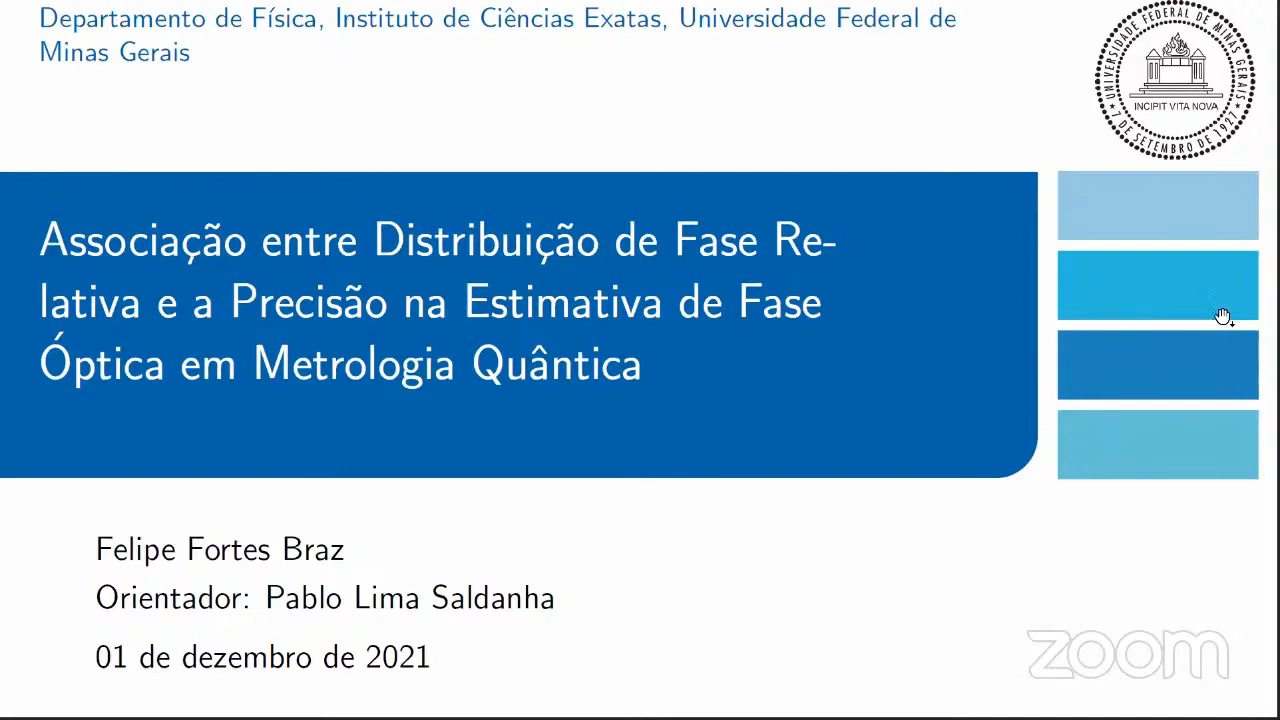 Departamento de Física, Instituto de Ciências Exatas, Universidade Federal de
Minas Gerais
UNIVERSIDADE FEDERAL DE MINAS GERAIS
INCIPIT VITA NOVA
7 DE SETEMBRO DE 1927
Associação entre Distribuição de Fase Re-
lativa e a Precisão na Estimativa de Fase
Óptica em Metrologia Quântica
Felipe Fortes Braz
Orientador: Pablo Lima Saldanha
01 de dezembro de 2021
zoom